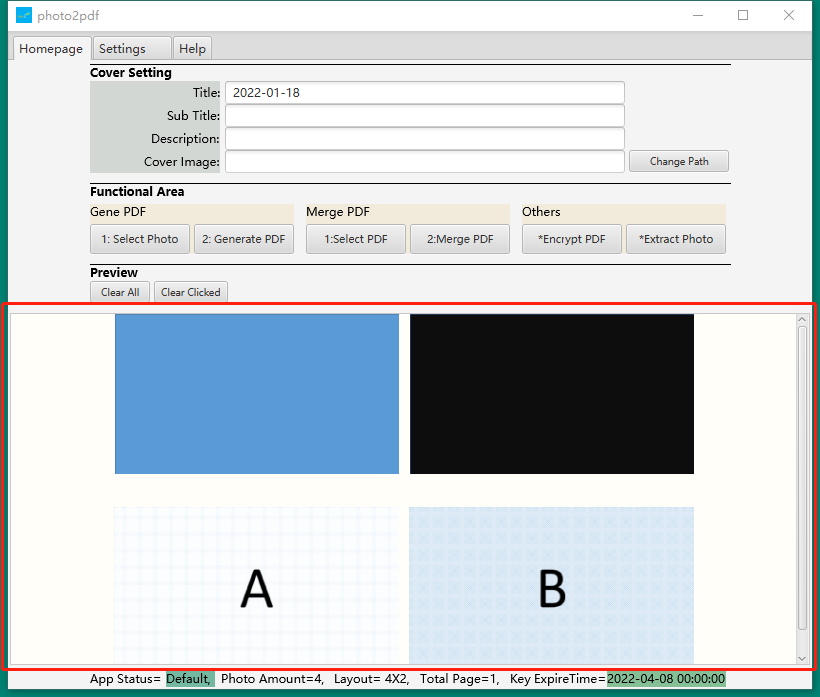 photo2pdf
Homepage Settings Help
Cover Setting
Title: 2022-01-18
Sub Title:
Description:
Cover Image: Change Path
Functional Area
Gene PDF Merge PDF Others
1: Select Photo 2: Generate PDF 1:Select PDF 2:Merge PDF *Encrypt PDF *Extract Photo
Preview
Clear All Clear Clicked
A B
App Status= Default, Photo Amount=4, Layout= 4X2, Total Page=1, Key ExpireTime=2022-04-08 00:00:00